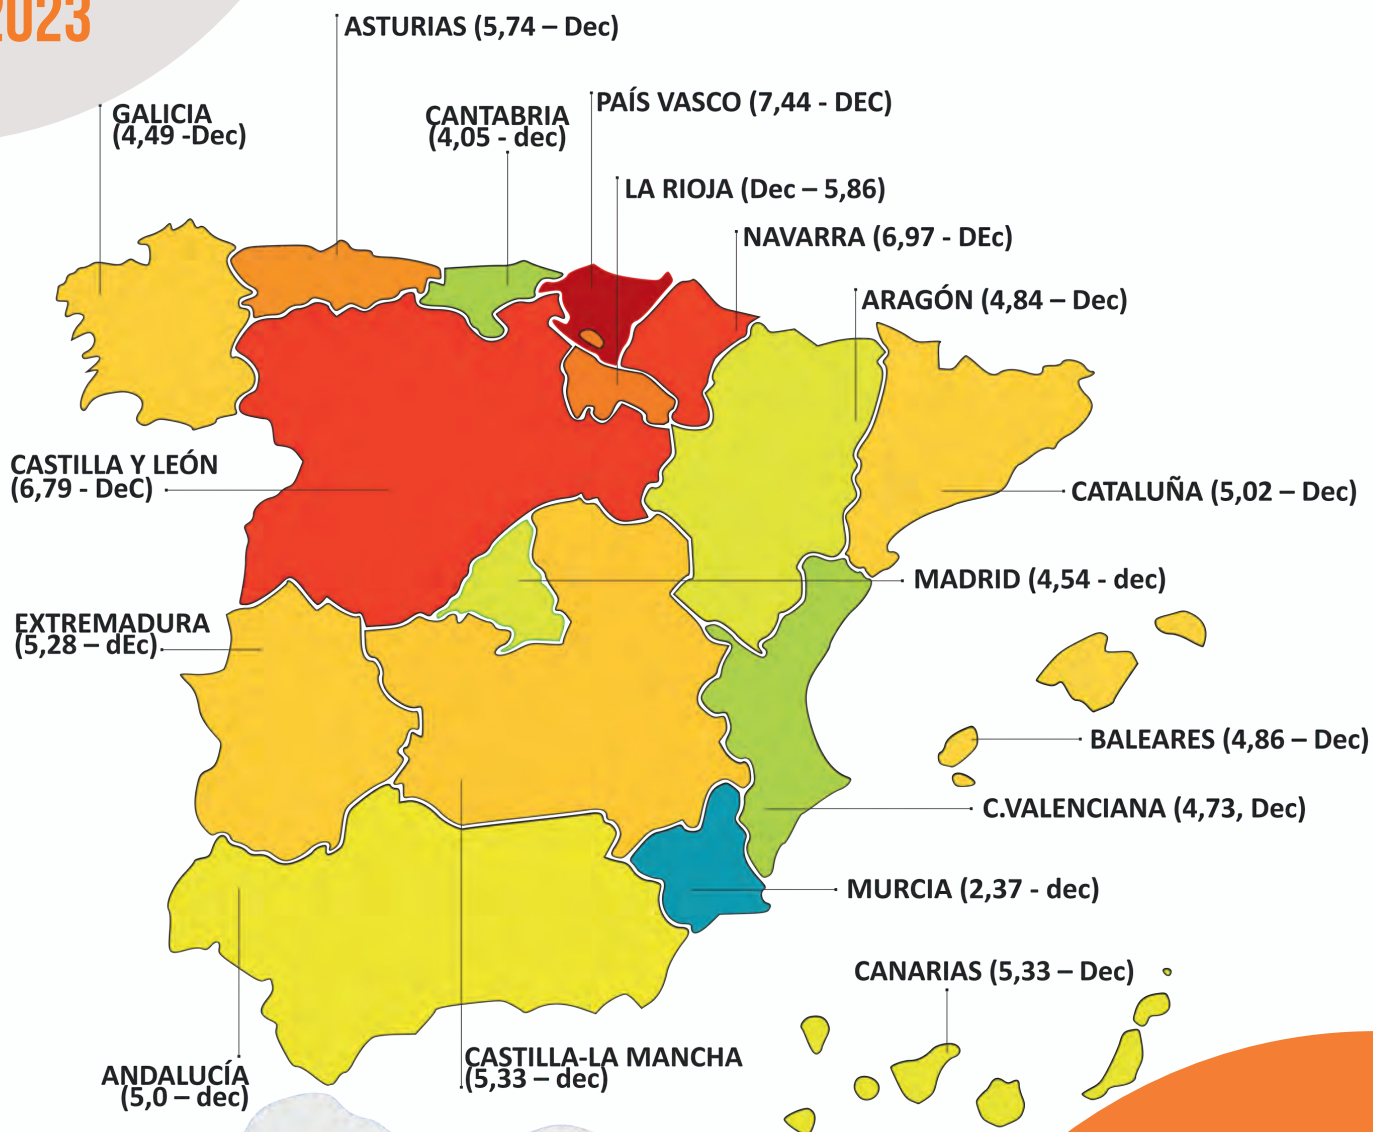 2023
ASTURIAS (5,74 – Dec)
GALICIA
(4,49 -Dec)
CANTABRIA
(4,05 - dec)
PAÍS VASCO (7,44 - DEC)
LA RIOJA (Dec – 5,86)
NAVARRA (6,97 - DEc)
ARAGÓN (4,84 – Dec)
CASTILLA Y LEÓN
(6,79 - DeC)
CATALUÑA (5,02 – Dec)
MADRID (4,54 - dec)
EXTREMADURA
(5,28 – dEc)
BALEARES (4,86 – Dec)
C.VALENCIANA (4,73, Dec)
MURCIA (2,37 - dec)
CANARIAS (5,33 – Dec)
CASTILLA-LA MANCHA
(5,33 – dec)
ANDALUCÍA
(5,0 – dec)